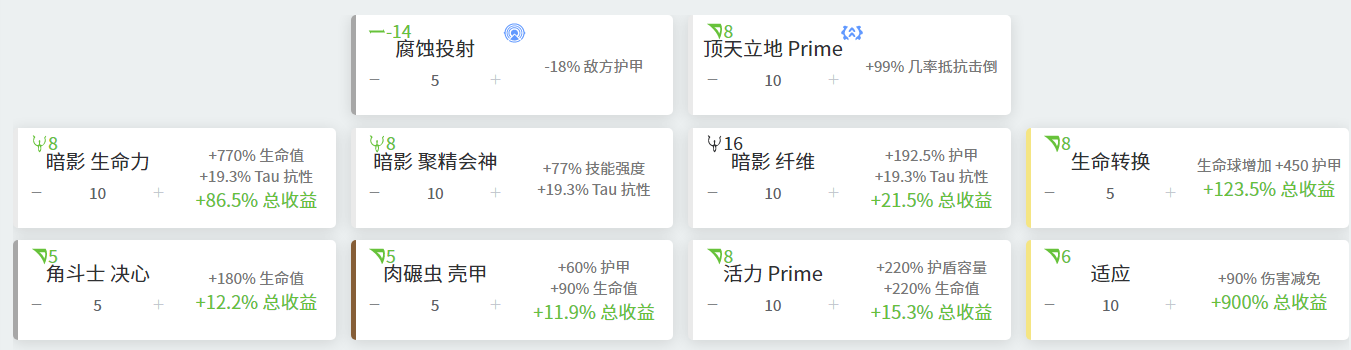 -14
腐蚀投射
-18% 敌方护甲
5
8
顶天立地 Prime
+99% 几率抵抗击倒
10
8
暗影 生命力
+770% 生命值
+19.3% Tau 抗性
+86.5% 总收益
10
8
暗影 聚精会神
+77% 技能强度
+19.3% Tau 抗性
10
16
暗影 纤维
+192.5% 护甲
+19.3% Tau 抗性
+21.5% 总收益
10
8
生命转换
生命球增加 +450 护甲
+123.5% 总收益
5
5
角斗士 决心
+180% 生命值
+12.2% 总收益
5
5
肉碾虫 壳甲
+60% 护甲
+90% 生命值
+11.9% 总收益
5
8
活力 Prime
+220% 护盾容量
+220% 生命值
+15.3% 总收益
10
6
适应
+90% 伤害减免
+900% 总收益
10